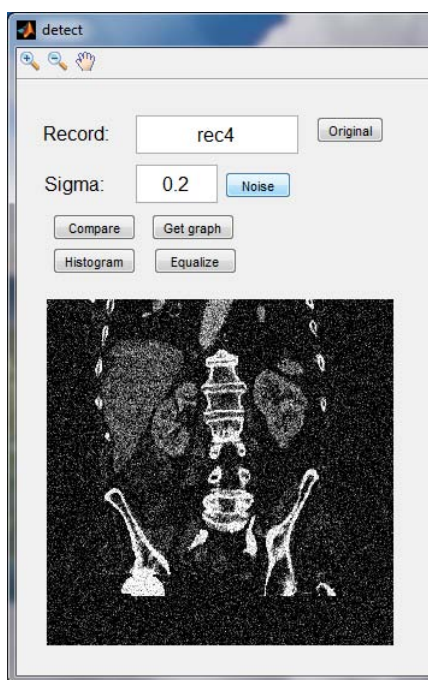 detect
Record: rec4 Original
Sigma: 0.2 Noise
Compare Get graph
Histogram Equalize